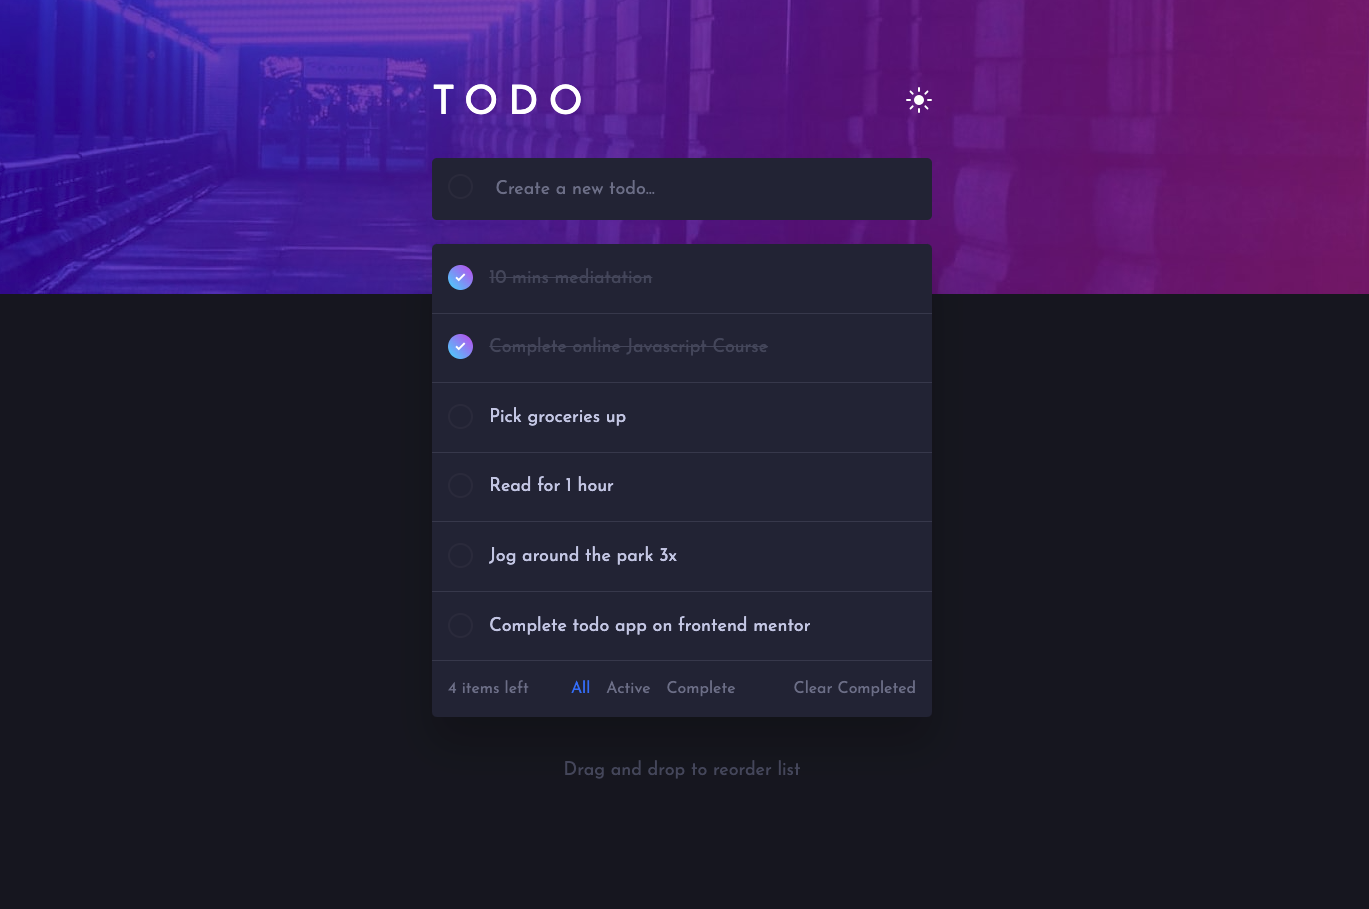 TODO
Create a new todo...
10 mins mediatation
Complete online Javascript Course
Pick groceries up
Read for 1 hour
Jog around the park 3x
Complete todo app on frontend mentor
4 items left All Active Complete Clear Completed
Drag and drop to reorder list